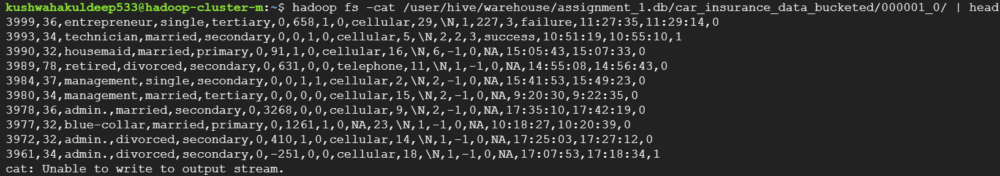 kushwahakuldeep533@hadoop-cluster-m:~$ hadoop fs -cat /user/hive/warehouse/assignment_1.db/car_insurance_data_bucketed/000001_0/ | head
3999,36,entrepreneur,single,tertiary,0,658,1,0,cellular,29,\N,1,227,3,failure,11:27:35,11:29:14,0
3993,34,technician,married,secondary,0,0,1,0,cellular,5,\N,2,2,3,success,10:51:19,10:55:10,1
3990,32,housemaid,married,primary,0,91,1,0,cellular,16,\N,6,-1,0,NA,15:05:43,15:07:33,0
3989,78,retired,divorced,secondary,0,631,0,0,telephone,11,\N,1,-1,0,NA,14:55:08,14:56:43,0
3984,37,management,single,secondary,0,0,1,1,cellular,2,\N,2,-1,0,NA,15:41:53,15:49:23,0
3980,34,management,married,tertiary,0,0,0,0,cellular,15,\N,2,-1,0,NA,9:20:30,9:22:35,0
3978,36,admin.,married,secondary,0,3268,0,0,cellular,9,\N,2,-1,0,NA,17:35:10,17:42:19,0
3977,32,blue-collar,married,primary,0,1261,1,0,NA,23,\N,1,-1,0,NA,10:18:27,10:20:39,0
3972,32,admin.,divorced,secondary,0,410,1,0,cellular,14,\N,1,-1,0,NA,17:25:03,17:27:12,0
3961,34,admin.,divorced,secondary,0,-251,0,0,cellular,18,\N,1,-1,0,NA,17:07:53,17:18:34,1
cat: Unable to write to output stream.